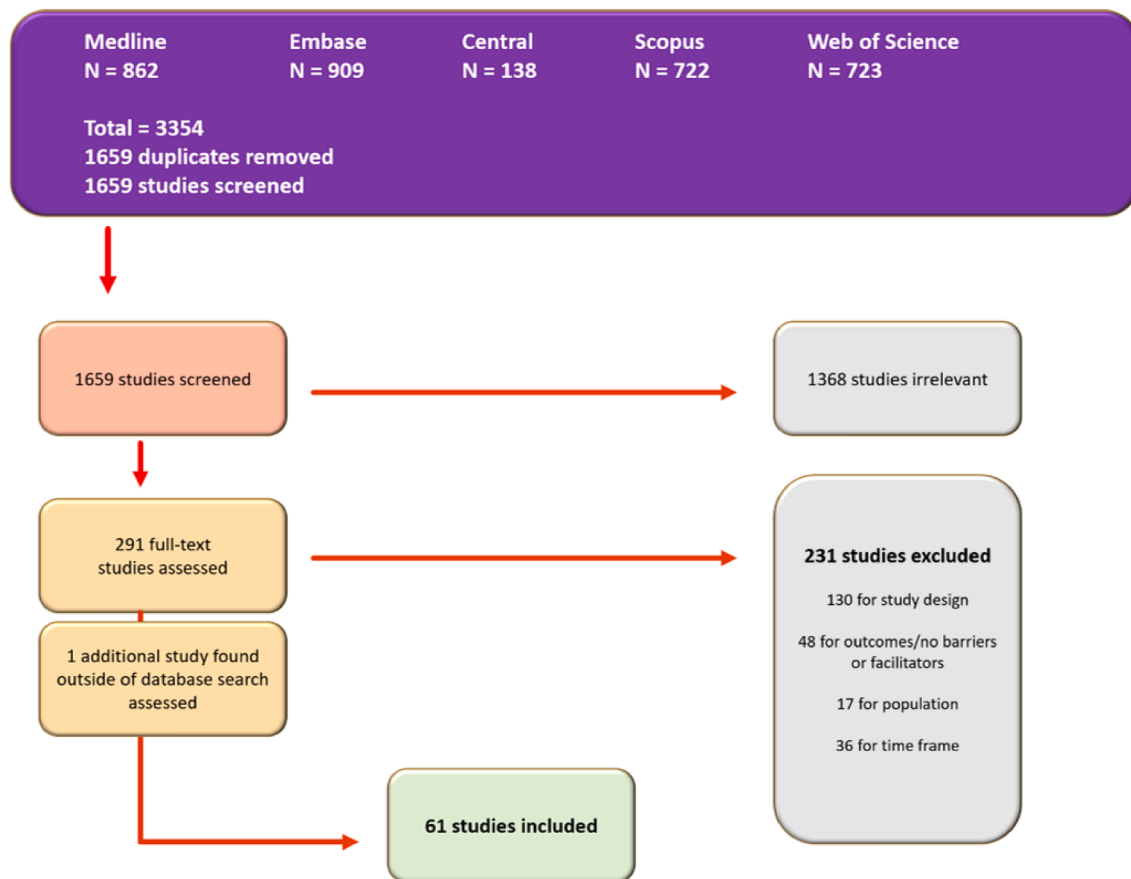 Medline Embase Central Scopus Web of Science
N = 862 N = 909 N = 138 N = 722 N = 723
Total = 3354
1659 duplicates removed
1659 studies screened
1659 studies screened
1368 studies irrelevant
291 full-text
studies assessed
231 studies excluded
130 for study design
48 for outcomes/no barriers
or facilitators
17 for population
36 for time frame
1 additional study found
outside of database search
assessed
61 studies included